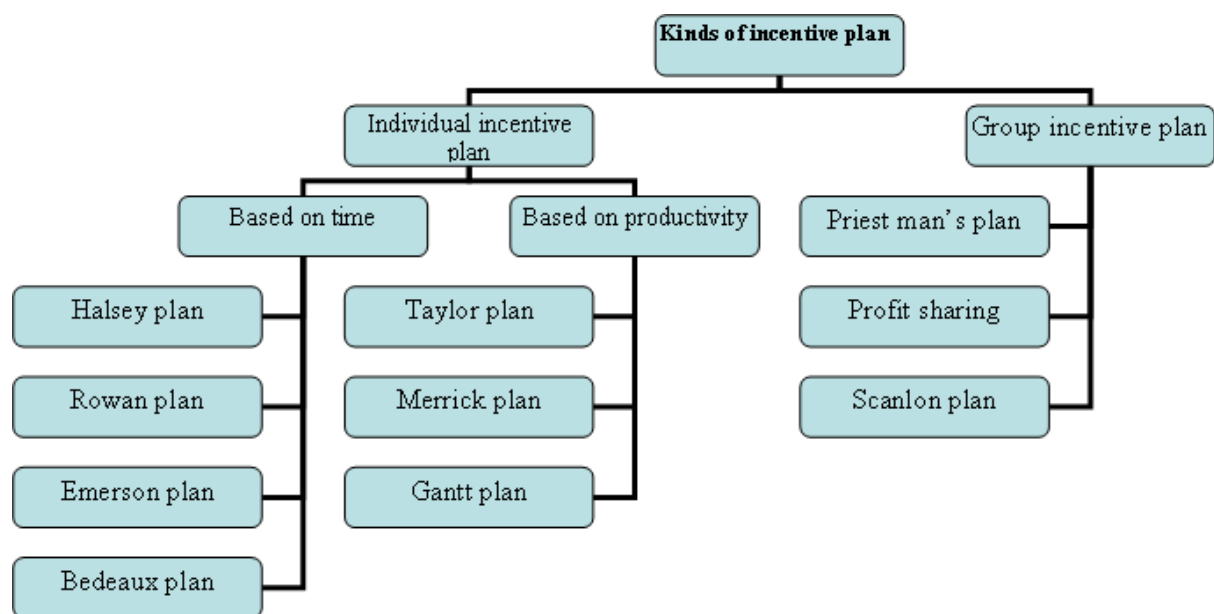 Kinds of incentive plan
Individual incentive
plan
Group incentive plan
Based on time
Based on productivity
Priest man’s plan
Halsey plan
Taylor plan
Profit sharing
Rowan plan
Merrick plan
Scanlon plan
Emerson plan
Gantt plan
Bedeaux plan